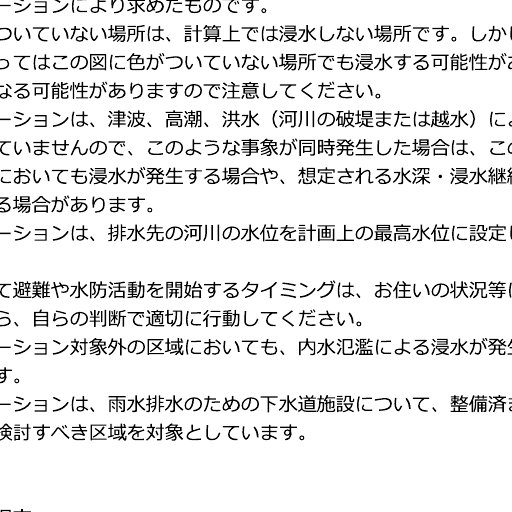 ーションにより求めたものです。
ついていない場所は、計算上では浸水しない場所です。しか
ってはこの図に色がついていない場所でも浸水する可能性が
なる可能性がありますので注意してください。
ーションは、津波、高潮、洪水（河川の破堤または越水）に
ていませんので、このような事象が同時発生した場合は、こ
においても浸水が発生する場合や、想定される水深・浸水継
る場合があります。
ーションは、排水先の河川の水位を計画上の最高水位に設定
て避難や水防活動を開始するタイミングは、お住いの状況等
ら、自らの判断で適切に行動してください。
ーション対象外の区域においても、内水氾濫による浸水が発
す。
ーションは、雨水排水のための下水道施設について、整備済
検討すべき区域を対象としています。